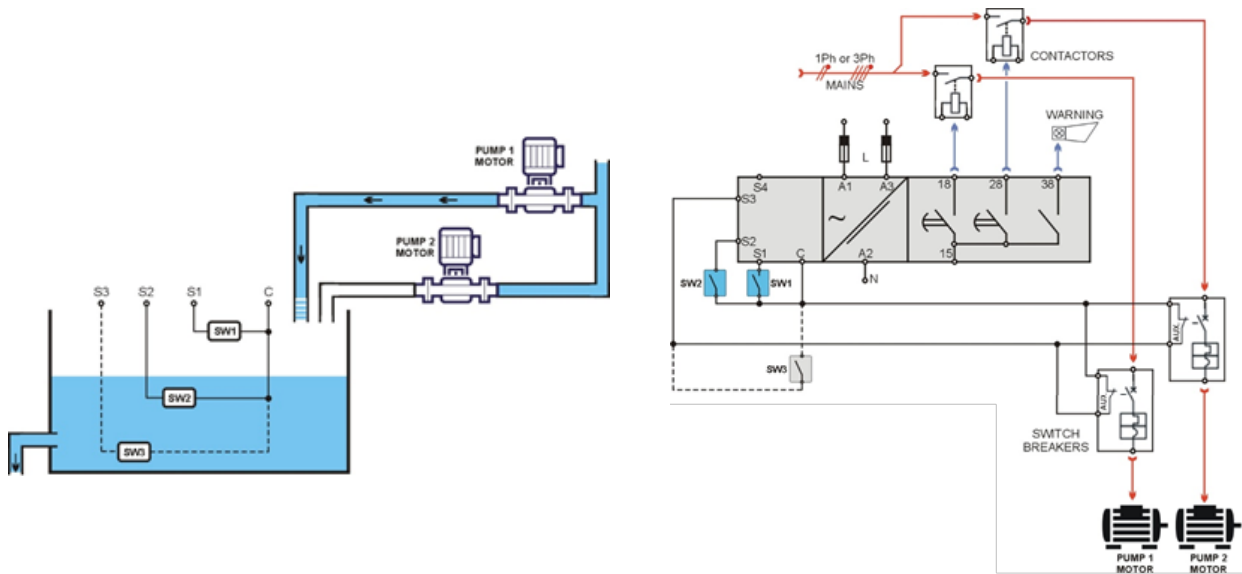 PUMP 1
MOTOR
PUMP 2
MOTOR
S3 S2 S1 C
SW1
SW2
SW3
1Ph or 3Ph
MAINS
CONTACTORS
WARNING
L
S4 A1 A3 18 28 38
S3
~
S2
S1 C A2 15
SW2 SW1 N
SW3
AUX.
AUX.
SWITCH
BREAKERS
PUMP 1
MOTOR
PUMP 2
MOTOR